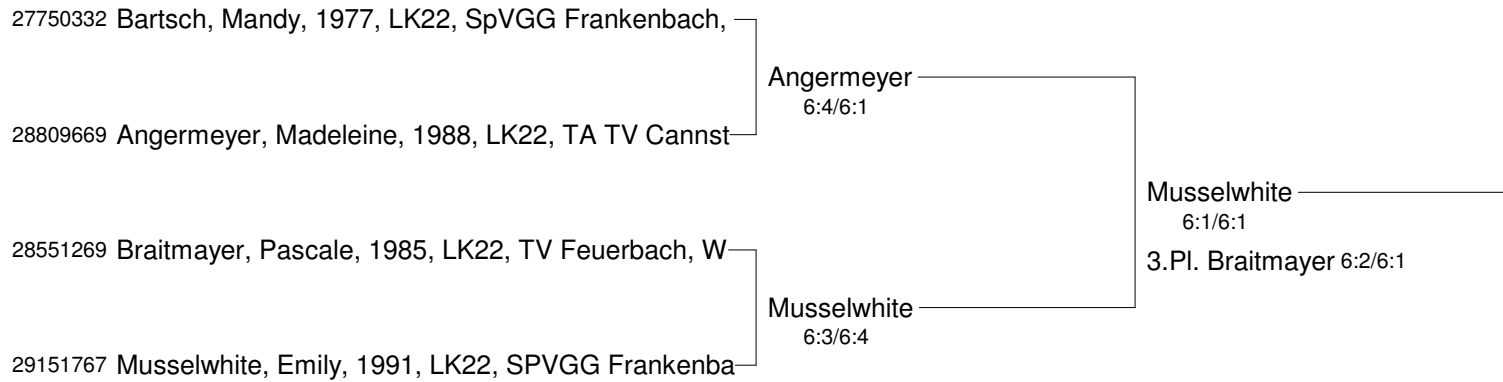 27750332 Bartsch, Mandy, 1977, LK22, SpVGG Frankenbach,
Angermeyer
6:4/6:1
28809669 Angermeyer, Madeleine, 1988, LK22, TA TV Cannst
Musselwhite
6:1/6:1
28551269 Braitmayer, Pascale, 1985, LK22, TV Feuerbach, W
3.Pl. Braitmayer 6:2/6:1
Musselwhite
6:3/6:4
29151767 Musselwhite, Emily, 1991, LK22, SPVGG Frankenba